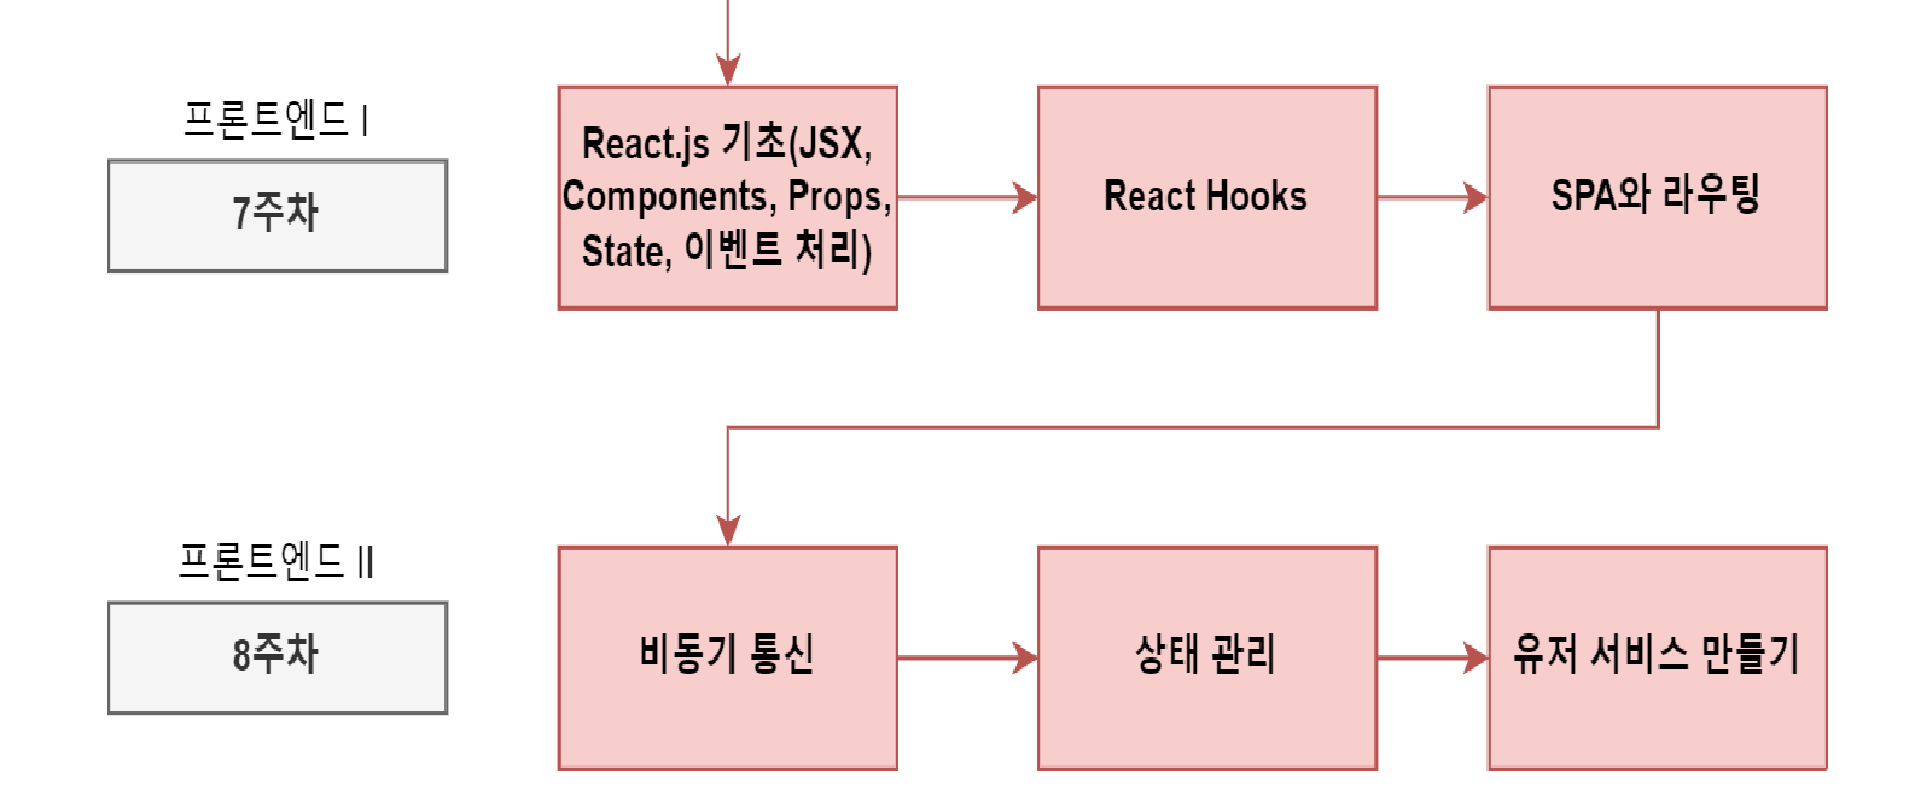 프론트엔드 I
7주차
React.js 기초(JSX,
Components, Props,
State, 이벤트 처리)
React Hooks
SPA와 라우팅
프론트엔드 II
8주차
비동기 통신
상태 관리
유저 서비스 만들기